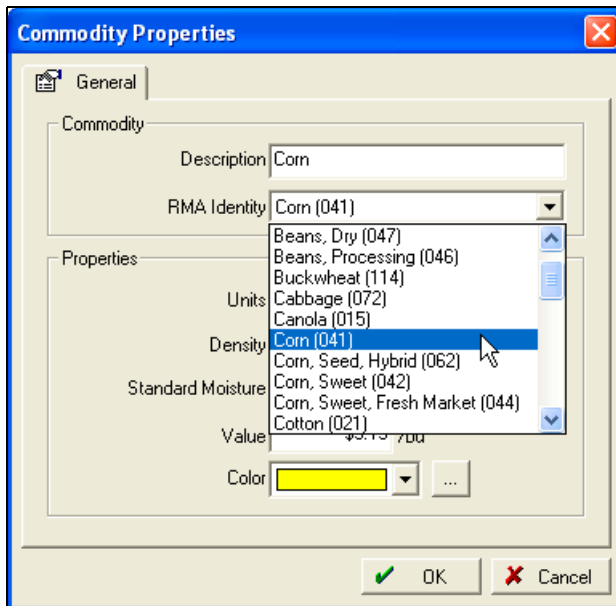 Commodity Properties
General
Commodity
Description Corn
RMA Identity Corn (041)
Beans, Dry (047)
Beans, Processing (046)
Buckwheat (114)
Cabbage (072)
Canola (015)
Corn (041)
Corn, Seed, Hybrid (062)
Corn, Sweet (042)
Corn, Sweet, Fresh Market (044)
Cotton (021)
Properties
Units
Density
Standard Moisture
Value
Color
...
OK
Cancel